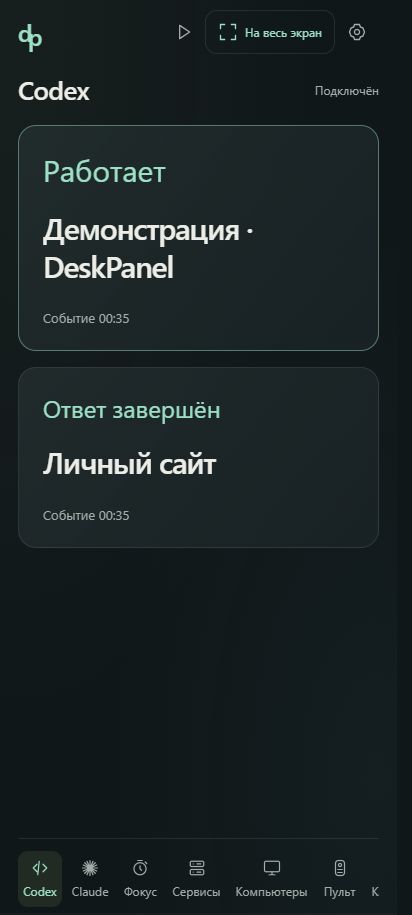 dp
На весь экран
Codex
Подключён
Работает
Демонстрация ·
DeskPanel
Событие 00:35
Ответ завершён
Личный сайт
Событие 00:35
Codex
Claude
Фокус
Сервисы
Компьютеры
Пульт
К